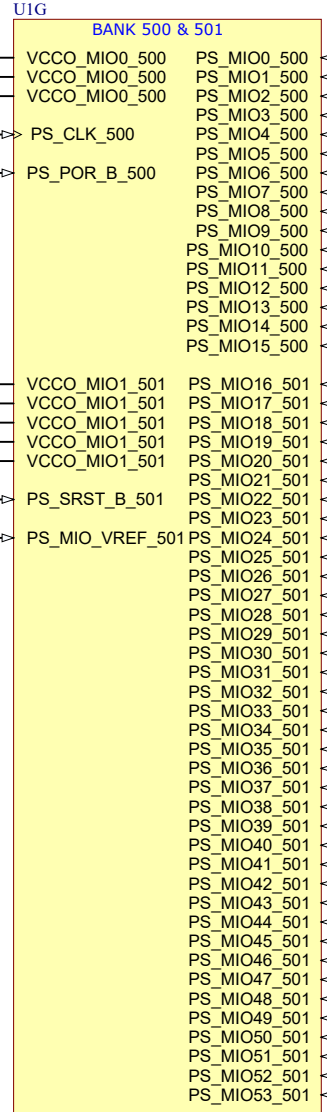 U1G
BANK 500 & 501
VCCO_MIO0_500 PS_MIO0_500
VCCO_MIO0_500 PS_MIO1_500
VCCO_MIO0_500 PS_MIO2_500
PS_MIO3_500
PS_CLK_500 PS_MIO4_500
PS_MIO5_500
PS_POR_B_500 PS_MIO6_500
PS_MIO7_500
PS_MIO8_500
PS_MIO9_500
PS_MIO10_500
PS_MIO11_500
PS_MIO12_500
PS_MIO13_500
PS_MIO14_500
PS_MIO15_500
VCCO_MIO1_501 PS_MIO16_501
VCCO_MIO1_501 PS_MIO17_501
VCCO_MIO1_501 PS_MIO18_501
VCCO_MIO1_501 PS_MIO19_501
VCCO_MIO1_501 PS_MIO20_501
PS_MIO21_501
PS_SRST_B_501 PS_MIO22_501
PS_MIO23_501
PS_MIO_VREF_501 PS_MIO24_501
PS_MIO25_501
PS_MIO26_501
PS_MIO27_501
PS_MIO28_501
PS_MIO29_501
PS_MIO30_501
PS_MIO31_501
PS_MIO32_501
PS_MIO33_501
PS_MIO34_501
PS_MIO35_501
PS_MIO36_501
PS_MIO37_501
PS_MIO38_501
PS_MIO39_501
PS_MIO40_501
PS_MIO41_501
PS_MIO42_501
PS_MIO43_501
PS_MIO44_501
PS_MIO45_501
PS_MIO46_501
PS_MIO47_501
PS_MIO48_501
PS_MIO49_501
PS_MIO50_501
PS_MIO51_501
PS_MIO52_501
PS_MIO53_501